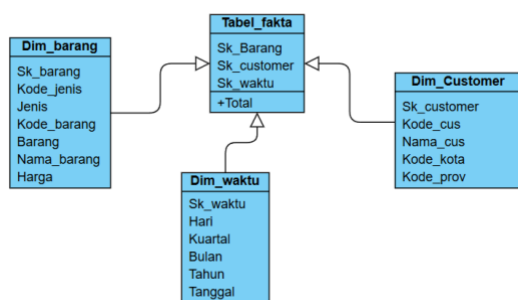 Tabel_fakta
Sk_Barang
Sk_customer
Sk_waktu
+Total
Dim_barang
Sk_barang
Kode_jenis
Jenis
Kode_barang
Barang
Nama_barang
Harga
Dim_Customer
Sk_customer
Kode_cus
Nama_cus
Kode_kota
Kode_prov
Dim_waktu
Sk_waktu
Hari
Kuartal
Bulan
Tahun
Tanggal